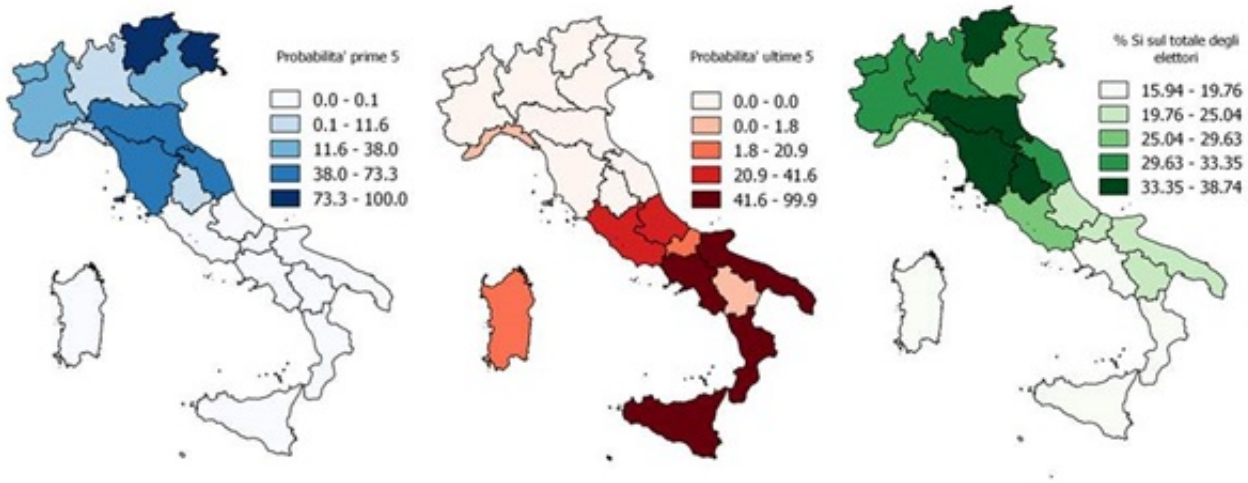 Probabilita' prime 5
0.0 - 0.1
0.1 - 11.6
11.6 - 38.0
38.0 - 73.3
73.3 - 100.0
Probabilita' ultime 5
0.0 - 0.0
0.0 - 1.8
1.8 - 20.9
20.9 - 41.6
41.6 - 99.9
% Si sul totale degli
elettori
15.94 - 19.76
19.76 - 25.04
25.04 - 29.63
29.63 - 33.35
33.35 - 38.74